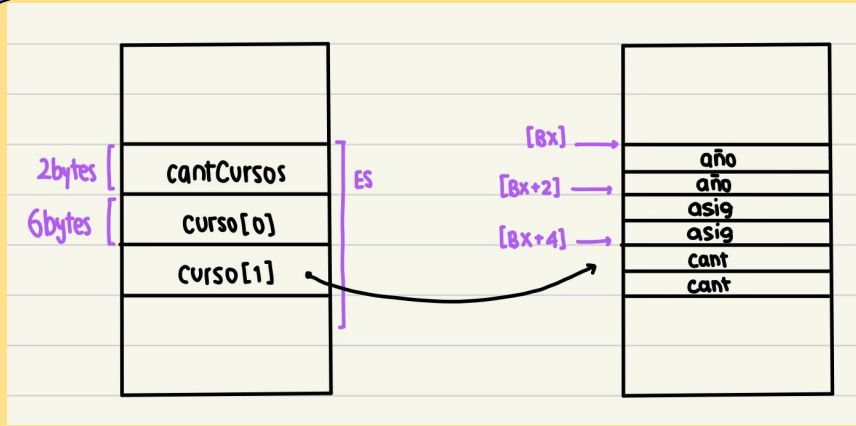 2bytes
cantCursos
ES
6bytes
curso[0]
curso[1]
[Bx]
año
[Bx+2]
año
asig
[Bx+4]
asig
cant
cant